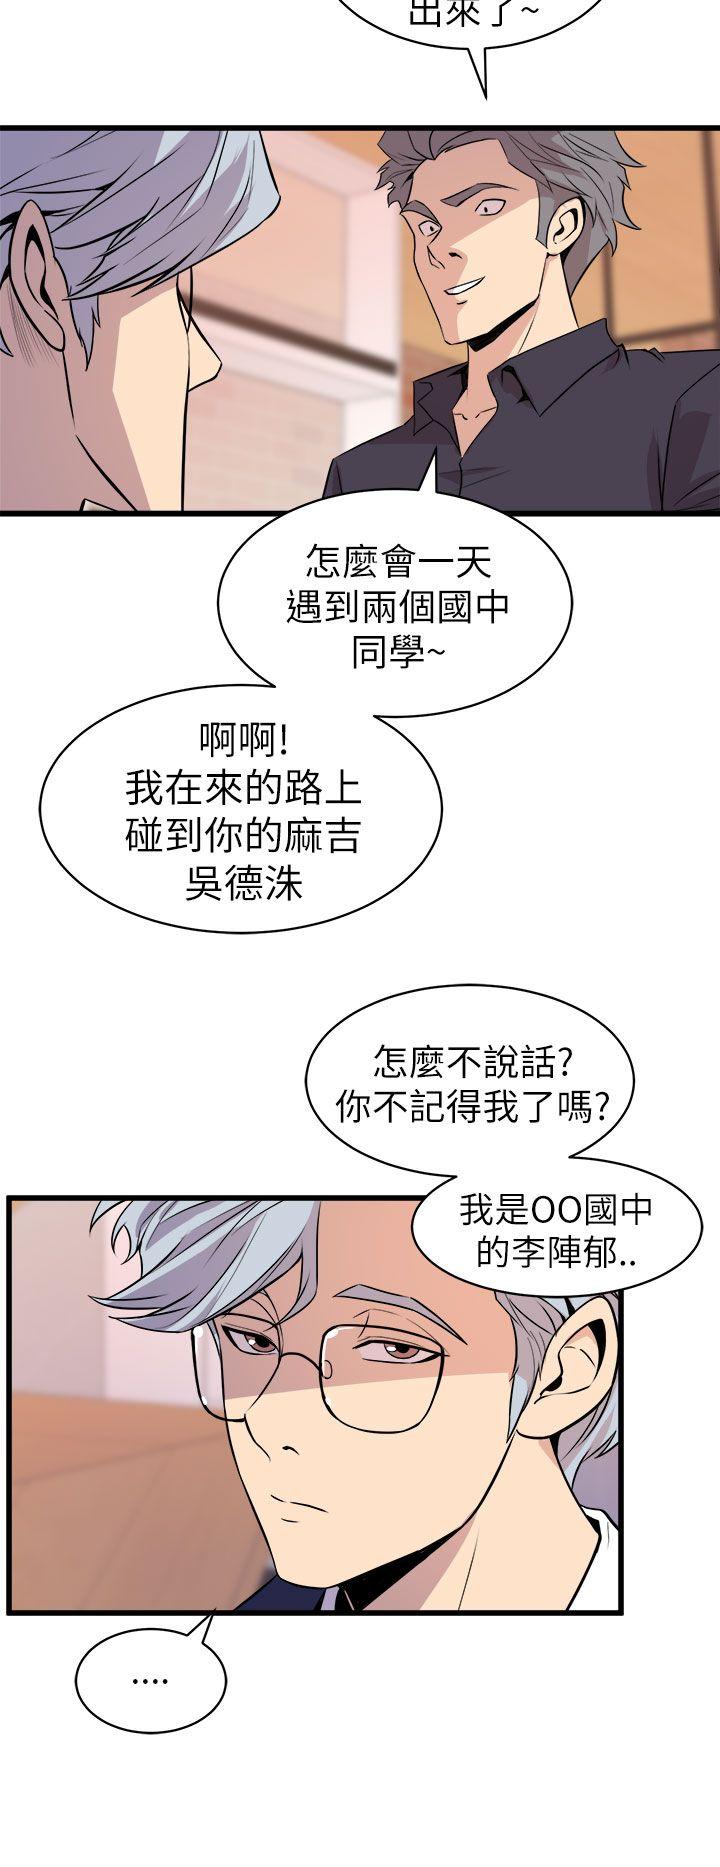 出來了~
怎麼會一天
遇到兩個國中
同學~
啊啊!
我在來的路上
碰到你的麻吉
吳德洙
怎麼不說話?
你不記得我了嗎?
我是OO國中
的李陣郁..
....